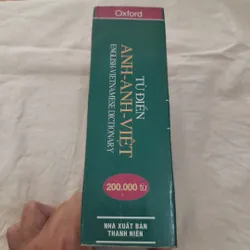 Oxford
TỪ ĐIỂN
ANH-ANH-VIỆT
ENGLISH-VIETNAMESE DICTIONARY
200.000 từ
NHÀ XUẤT BẢN
THANH NIÊN